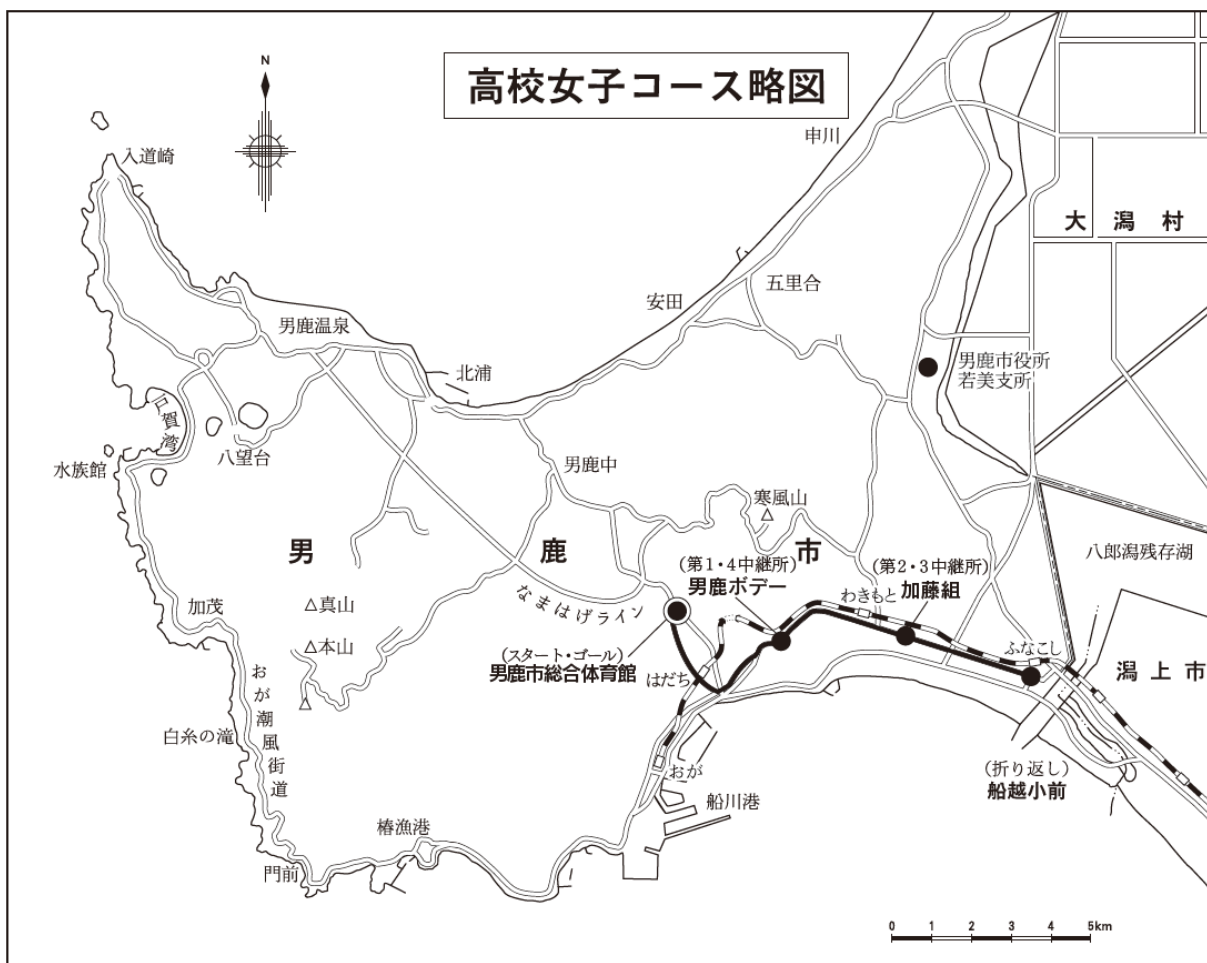 高校女子コース略図
N
入道崎
申川
大潟村
五里合
安田
男鹿温泉
北浦
男鹿市役所
若美支所
戸賀湾
八望台
水族館
男鹿中
寒風山
男鹿市
(第1・4中継所)
男鹿ボデー
(第2・3中継所)
加藤組
わきもと
八郎潟残存湖
なまはげライン
加茂
真山
本山
(スタート・ゴール)
男鹿市総合体育館
はだち
ふなこし
潟上市
おが潮風街道
白糸の滝
(折り返し)
船越小前
おが
船川港
椿漁港
門前
0 1 2 3 4 5km